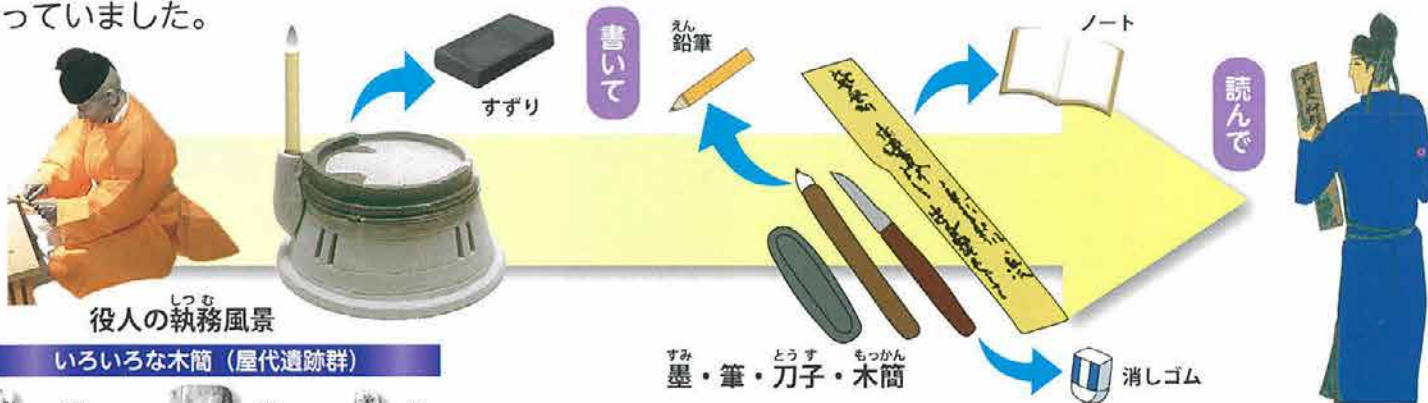 っていました。
役人の執務風景
しつむ
すずり
書いて
えん
鉛筆
ノート
読んで
すみ とうす もっかん
墨・筆・刀子・木簡
消しゴム
いろいろな木簡（屋代遺跡群）